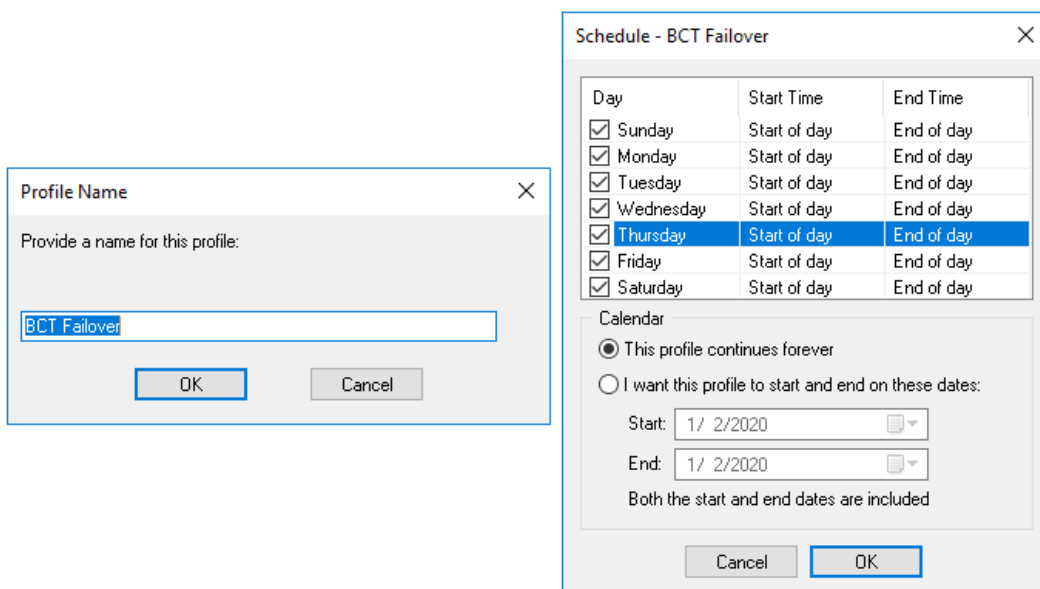 Profile Name
Provide a name for this profile:
BCT Failover
OK Cancel
Schedule - BCT Failover
Day Start Time End Time
Sunday Start of day End of day
Monday Start of day End of day
Tuesday Start of day End of day
Wednesday Start of day End of day
Thursday Start of day End of day
Friday Start of day End of day
Saturday Start of day End of day
Calendar
This profile continues forever
I want this profile to start and end on these dates:
Start: 1/ 2/2020
End: 1/ 2/2020
Both the start and end dates are included
Cancel OK